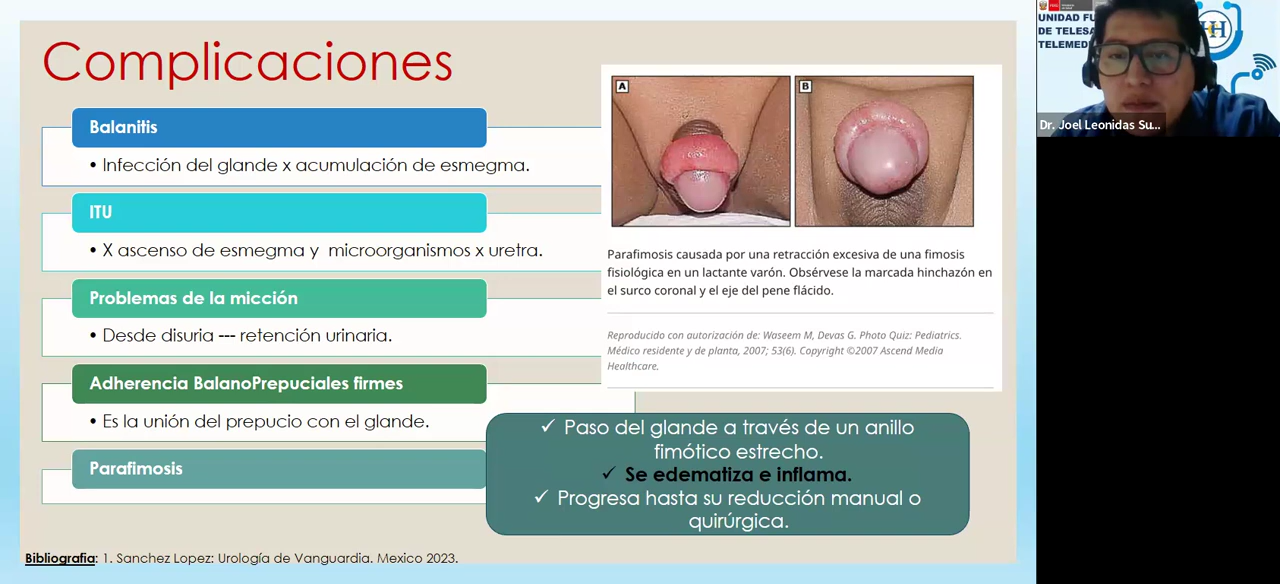 Complicaciones
Balanitis
• Infección del glande x acumulación de esmegma.
ITU
• X ascenso de esmegma y microorganismos x uretra.
Problemas de la micción
• Desde disuria --- retención urinaria.
Adherencia BalanoPrepuciales firmes
• Es la unión del prepucio con el glande.
Parafimosis
A
B
Parafimosis causada por una retracción excesiva de una fimosis
fisiológica en un lactante varón. Obsérvese la marcada hinchazón en
el surco coronal y el eje del pene flácido.
Reproducido con autorización de: Waseem M, Devas G. Photo Quiz: Pediatrics.
Médico residente y de planta, 2007; 53(6). Copyright ©2007 Ascend Media
Healthcare.
✓ Paso del glande a través de un anillo
fimótico estrecho.
✓ Se edematiza e inflama.
✓ Progresa hasta su reducción manual o
quirúrgica.
Bibliografia: 1. Sanchez Lopez: Urología de Vanguardia. Mexico 2023.
UNIDAD FU
DE TELESA
TELEMED
Dr. Joel Leonidas Su...